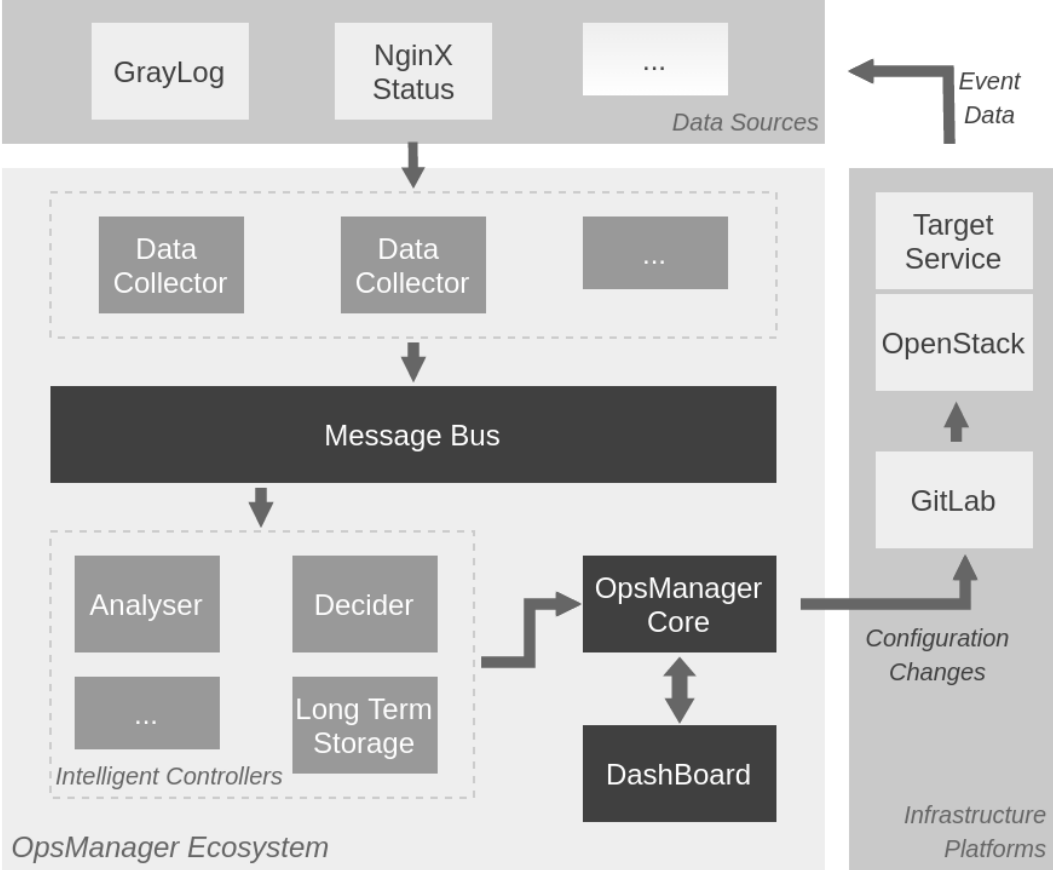 GrayLog
NginX
Status
...
Data Sources
Event
Data
Data
Collector
Data
Collector
...
Target
Service
OpenStack
Message Bus
GitLab
Analyser
Decider
OpsManager
Core
Configuration
Changes
...
Long Term
Storage
Intelligent Controllers
DashBoard
Infrastructure
Platforms
OpsManager Ecosystem